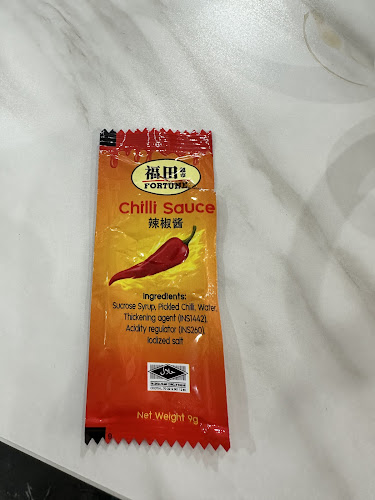 福田
FORTUNE
Chilli Sauce
辣椒酱
Ingredients:
Sucrose Syrup, Pickled Chilli, Water,
Thickening agent (INS1442),
Acidity regulator (INS260),
Iodized salt
حلال
Net Weight 9g